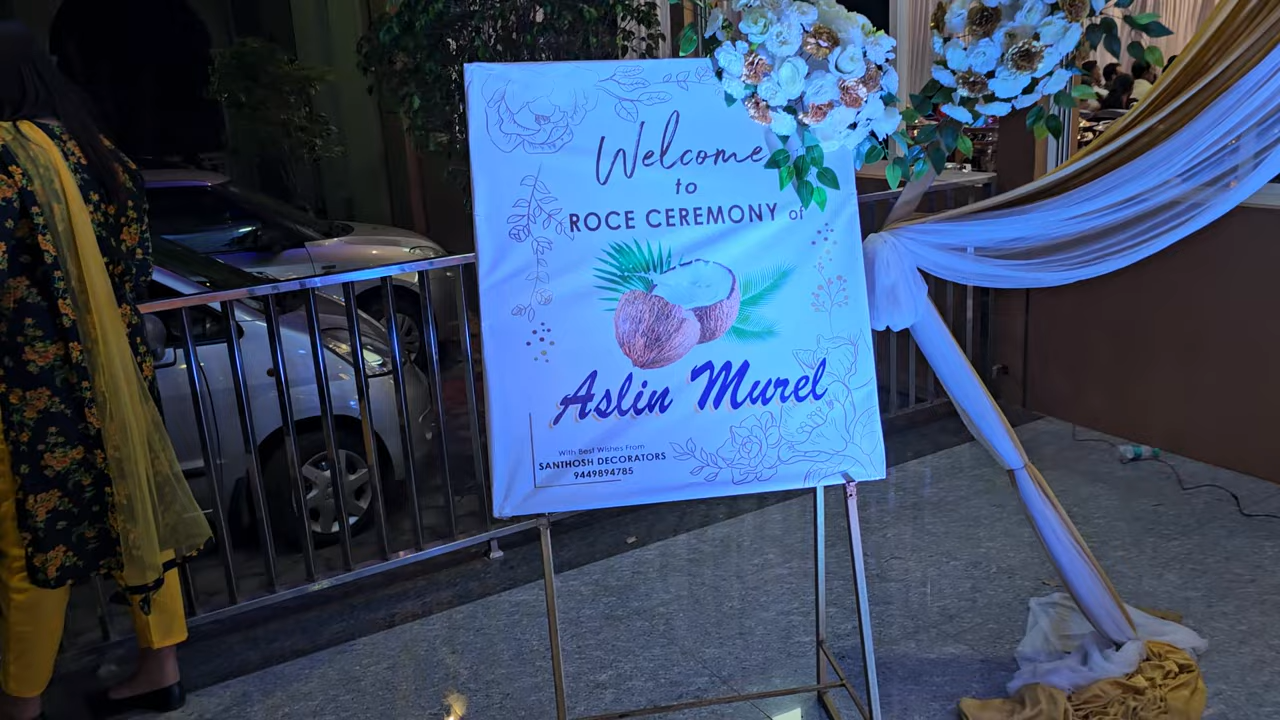 Welcome
to
ROCE CEREMONY of
Aslin Murel
With Best Wishes From
SANTHOSH DECORATORS
9449894785